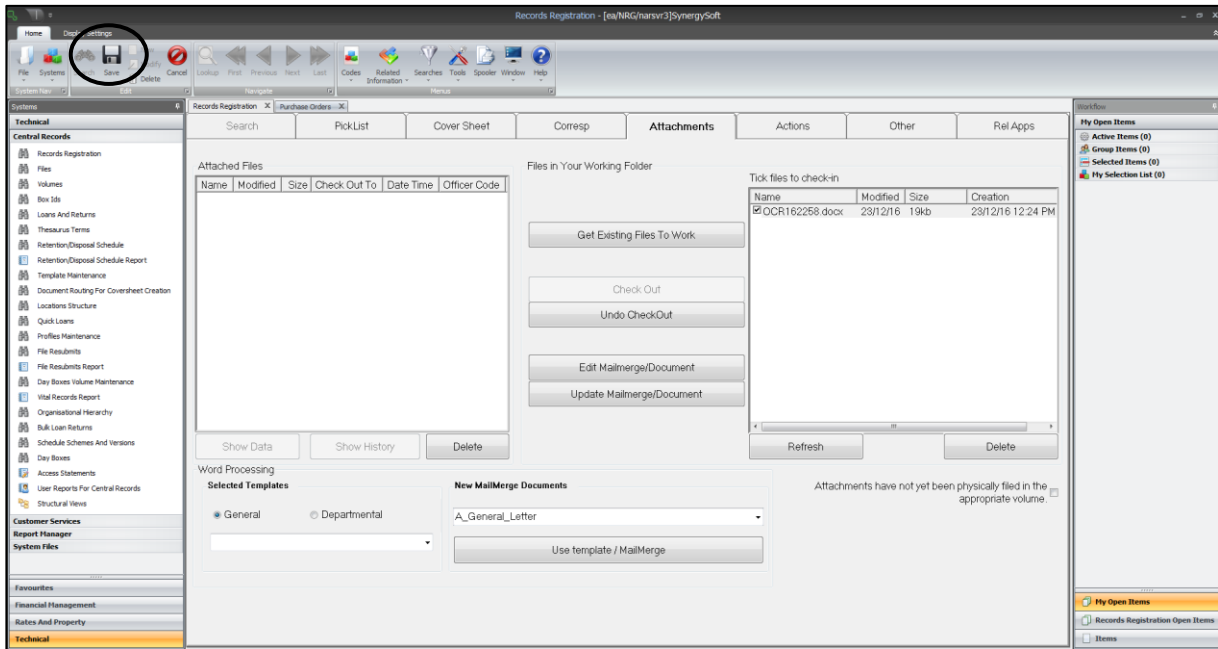 Records Registration - [ea/NRG/narsvr3]SynergySoft
Home Display Settings
File Systems Save Modify Delete Cancel Lookup First Previous Next Last Codes Related Information Searches Tools Spooler Window Help
System Nav Edit Navigate Menus
Systems
Technical
Central Records
Records Registration
Files
Volumes
Box Ids
Loans And Returns
Thesaurus Terms
Retention/Disposal Schedule
Retention/Disposal Schedule Report
Template Maintenance
Document Routing For Coversheet Creation
Locations Structure
Quick Loans
Profiles Maintenance
File Resubmits
File Resubmits Report
Day Boxes Volume Maintenance
Vital Records Report
Organisational Hierarchy
Bulk Loan Returns
Schedule Schemes And Versions
Day Boxes
Access Statements
User Reports For Central Records
Structural Views
Customer Services
Report Manager
System Files
Favourites
Financial Management
Rates And Property
Technical
Records Registration X Purchase Orders X
Search PickList Cover Sheet Corresp Attachments Actions Other Rel Apps
Attached Files
Name Modified Size Check Out To Date Time Officer Code
Show Data Show History Delete
Files in Your Working Folder
Get Existing Files To Work
Check Out
Undo CheckOut
Edit Mailmerge/Document
Update Mailmerge/Document
Tick files to check-in
Name Modified Size Creation
OCR162258.docx 23/12/16 19kb 23/12/16 12:24 PM
Refresh Delete
Word Processing
Selected Templates
General Departmental
New MailMerge Documents
A_General_Letter
Use template / MailMerge
Attachments have not yet been physically filed in the
appropriate volume.
Workflow
My Open Items
Active Items (0)
Group Items (0)
Selected Items (0)
My Selection List (0)
My Open Items
Records Registration Open Items
Items